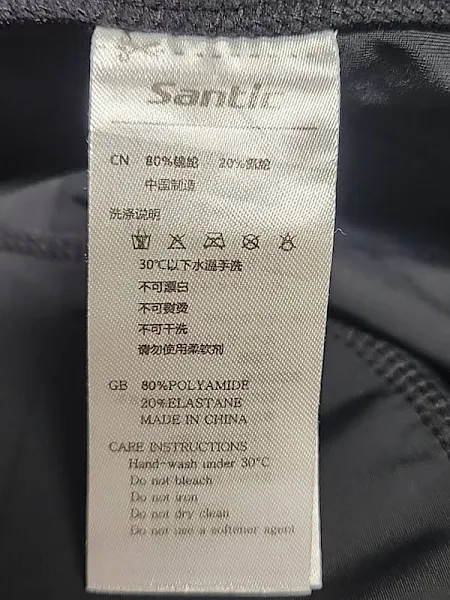 Santic
CN 80%锦纶 20%氨纶
中国制造
洗涤说明
30℃以下水温手洗
不可漂白
不可熨烫
不可干洗
请勿使用柔软剂
GB 80%POLYAMIDE
20%ELASTANE
MADE IN CHINA
CARE INSTRUCTIONS
Hand-wash under 30°C
Do not bleach
Do not iron
Do not dry clean
Do not use a softener agent